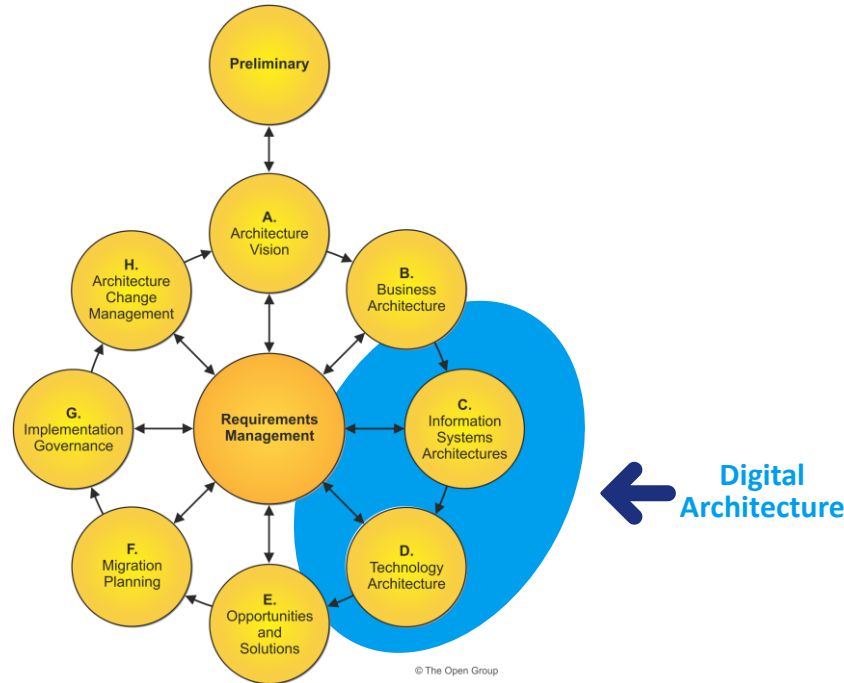 Preliminary
A.
Architecture
Vision
B.
Business
Architecture
C.
Information
Systems
Architectures
D.
Technology
Architecture
E.
Opportunities
and
Solutions
F.
Migration
Planning
G.
Implementation
Governance
H.
Architecture
Change
Management
Requirements
Management
Digital
Architecture
© The Open Group